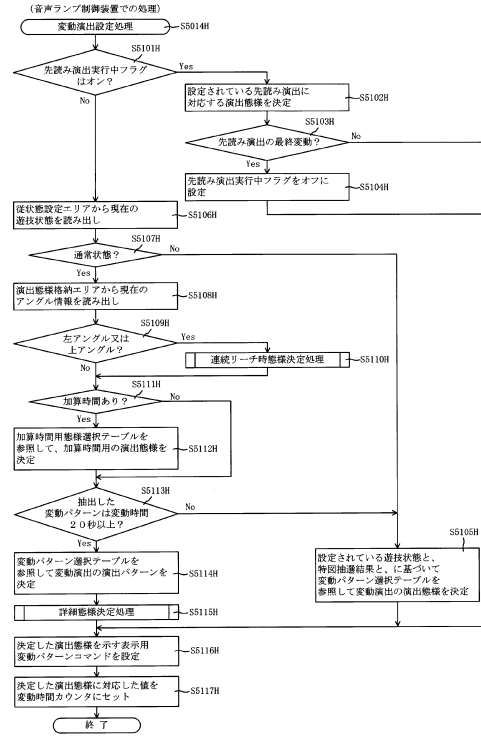 (音声ランプ制御装置での処理)
変動演出設定処理
S5014H
S5101H
先読み演出実行中フラグ
はオン?
Yes
No
設定されている先読み演出に
対応する演出態様を決定
S5102H
S5103H
先読み演出の最終変動?
No
Yes
先読み演出実行中フラグをオフに
設定
S5104H
従状態設定エリアから現在の
遊技状態を読み出し
S5106H
S5107H
通常状態?
No
Yes
演出態様格納エリアから現在の
アングル情報を読み出し
S5108H
S5109H
左アングル又は
上アングル?
Yes
No
連続リーチ時態様決定処理
S5110H
S5111H
加算時間あり?
No
Yes
加算時間用態様選択テーブルを
参照して、加算時間用の演出態様を
決定
S5112H
S5113H
抽出した
変動パターンは変動時間
20秒以上?
No
Yes
S5105H
設定されている遊技状態と、
特図抽選結果と、に基づいて
変動パターン選択テーブルを
参照して変動演出の演出態様を決定
変動パターン選択テーブルを
参照して変動演出の演出パターンを
決定
S5114H
詳細態様決定処理
S5115H
決定した演出態様を示す表示用
変動パターンコマンドを設定
S5116H
決定した演出態様に対応した値を
変動時間カウンタにセット
S5117H
終了